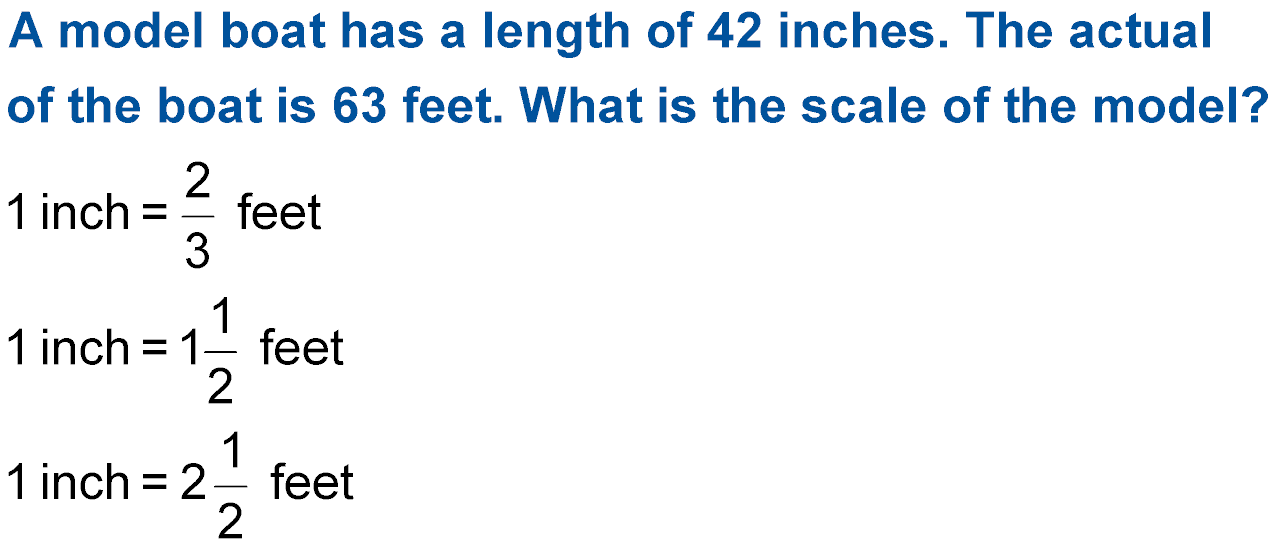 A model boat has a length of 42 inches. The actual
of the boat is 63 feet. What is the scale of the model?
1 inch = 2/3 feet
1 inch = 1 1/2 feet
1 inch = 2 1/2 feet